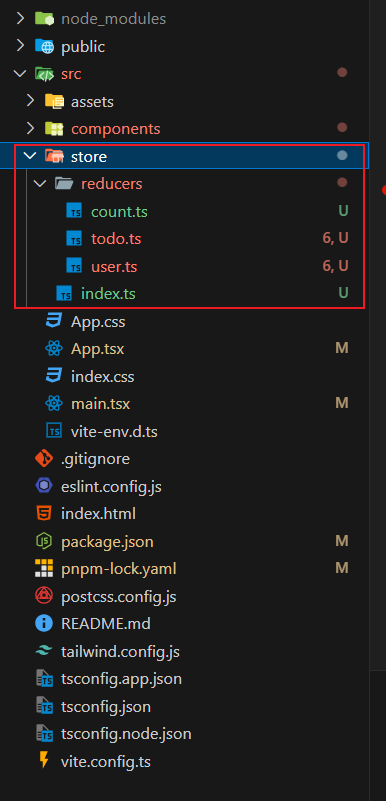 node_modules
public
src
assets
components
store
reducers
count.ts U
todo.ts 6, U
user.ts 6, U
index.ts U
App.css
App.tsx M
index.css
main.tsx M
vite-env.d.ts
.gitignore
eslint.config.js
index.html
package.json M
pnpm-lock.yaml M
postcss.config.js
README.md
tailwind.config.js
tsconfig.app.json
tsconfig.json
tsconfig.node.json
vite.config.ts